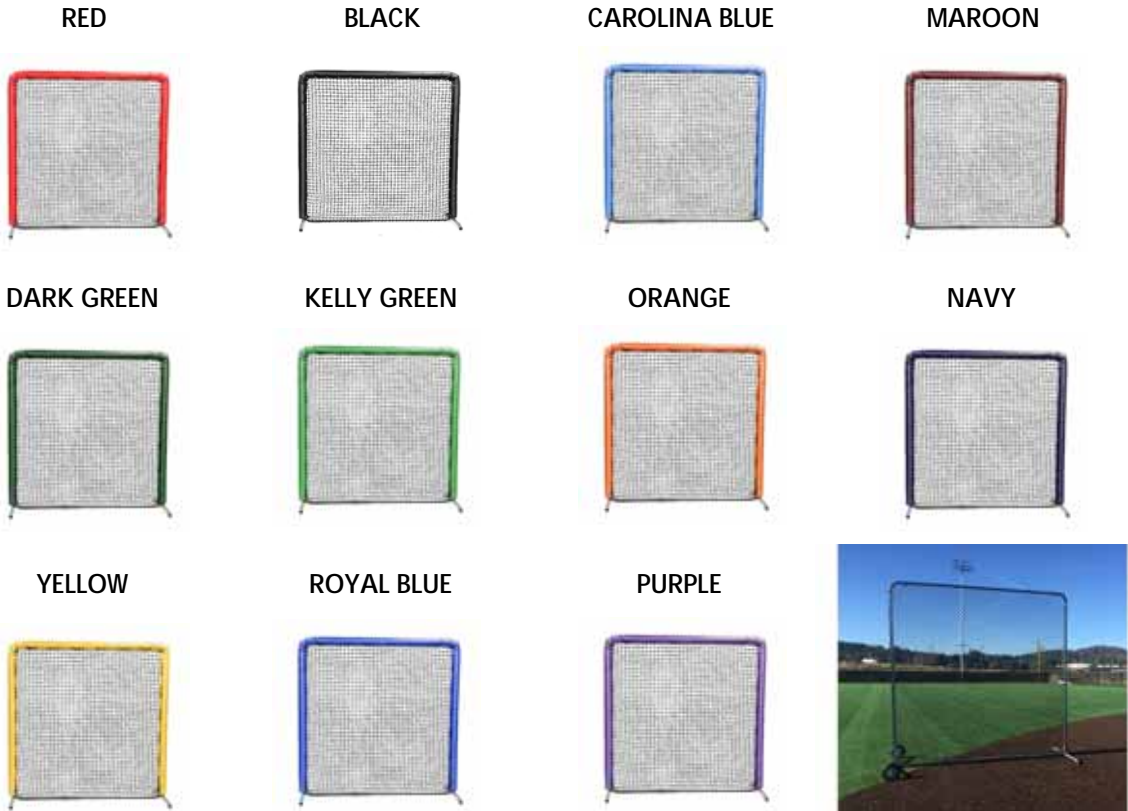 RED
BLACK
CAROLINA BLUE
MAROON
DARK GREEN
KELLY GREEN
ORANGE
NAVY
YELLOW
ROYAL BLUE
PURPLE